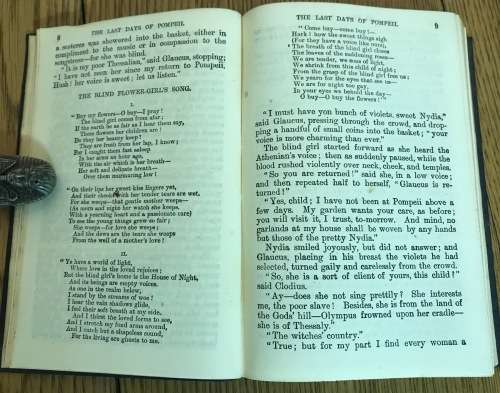 8 THE LAST DAYS OF POMPEII.
a sesterce was showered into the basket, either in
compliment to the music or in compassion to the
songstress—for she was blind.
"It is my poor Thessalian," said Glaucus, stopping;
"I have not seen her since my return to Pompeii.
Hush! her voice is sweet; let us listen."
THE BLIND FLOWER-GIRL'S SONG.
I.
"Buy my flowers—O buy—I pray!
The blind girl comes from afar;
If the earth be as fair as I hear them say,
These flowers her children are!
Do they her beauty keep?
They are fresh from her lap, I know;
For I caught them fast asleep
In her arms an hour ago,
With the air which is her breath—
Her soft and delicate breath—
Over them murmuring low!
"On their lips her sweet kiss lingers yet,
And their cheeks with her tender tears are wet,
For she weeps—that gentle mother weeps—
(As morn and night her watch she keeps,
With a yearning heart and a passionate care)
To see the young things grow so fair;
She weeps—for love she weeps;
And the dews are the tears she weeps
From the well of a mother's love!
II.
"Ye have a world of light,
Where love in the loved rejoices;
But the blind girl's home is the House of Night,
And its beings are empty voices.
As one in the realm below,
I stand by the streams of woe!
I hear the vain shadows glide,
I feel their soft breath at my side,
And I thirst the loved forms to see,
And I stretch my fond arms around,
And I catch but a shapeless sound,
For the living are ghosts to me.
THE LAST DAYS OF POMPEII. 9
"Come buy—come buy!—
Hark! how the sweet things sigh
(For they have a voice like ours),
'The breath of the blind girl closes
The leaves of the saddening roses—
We are tender, we sons of light,
We shrink from this child of night;
From the grasp of the blind girl free us;
We yearn for the eyes that see us—
We are for night too gay,
In your eyes we behold the day—
O buy—O buy the flowers!'"
"I must have you bunch of violets, sweet Nydia,"
said Glaucus, pressing through the crowd, and drop-
ping a handful of small coins into the basket; "your
voice is more charming than ever."
The blind girl started forward as she heard the
Athenian's voice; then as suddenly paused, while the
blood rushed violently over neck, cheek, and temples.
"So you are returned!" said she, in a low voice;
and then repeated half to herself, "Glaucus is re-
turned!"
"Yes, child; I have not been at Pompeii above a
few days. My garden wants your care, as before;
you will visit it, I trust, to-morrow. And mind, no
garlands at my house shall be woven by any hands
but those of the pretty Nydia."
Nydia smiled joyously, but did not answer; and
Glaucus, placing in his breast the violets he had
selected, turned gaily and carelessly from the crowd.
"So, she is a sort of client of yours, this child!"
said Clodius.
"Ay—does she not sing prettily? She interests
me, the poor slave! Besides, she is from the land
of the Gods' hill—Olympus frowned upon her cradle—
she is of Thessaly."
"The witches' country."
"True; but for my part I find every woman a